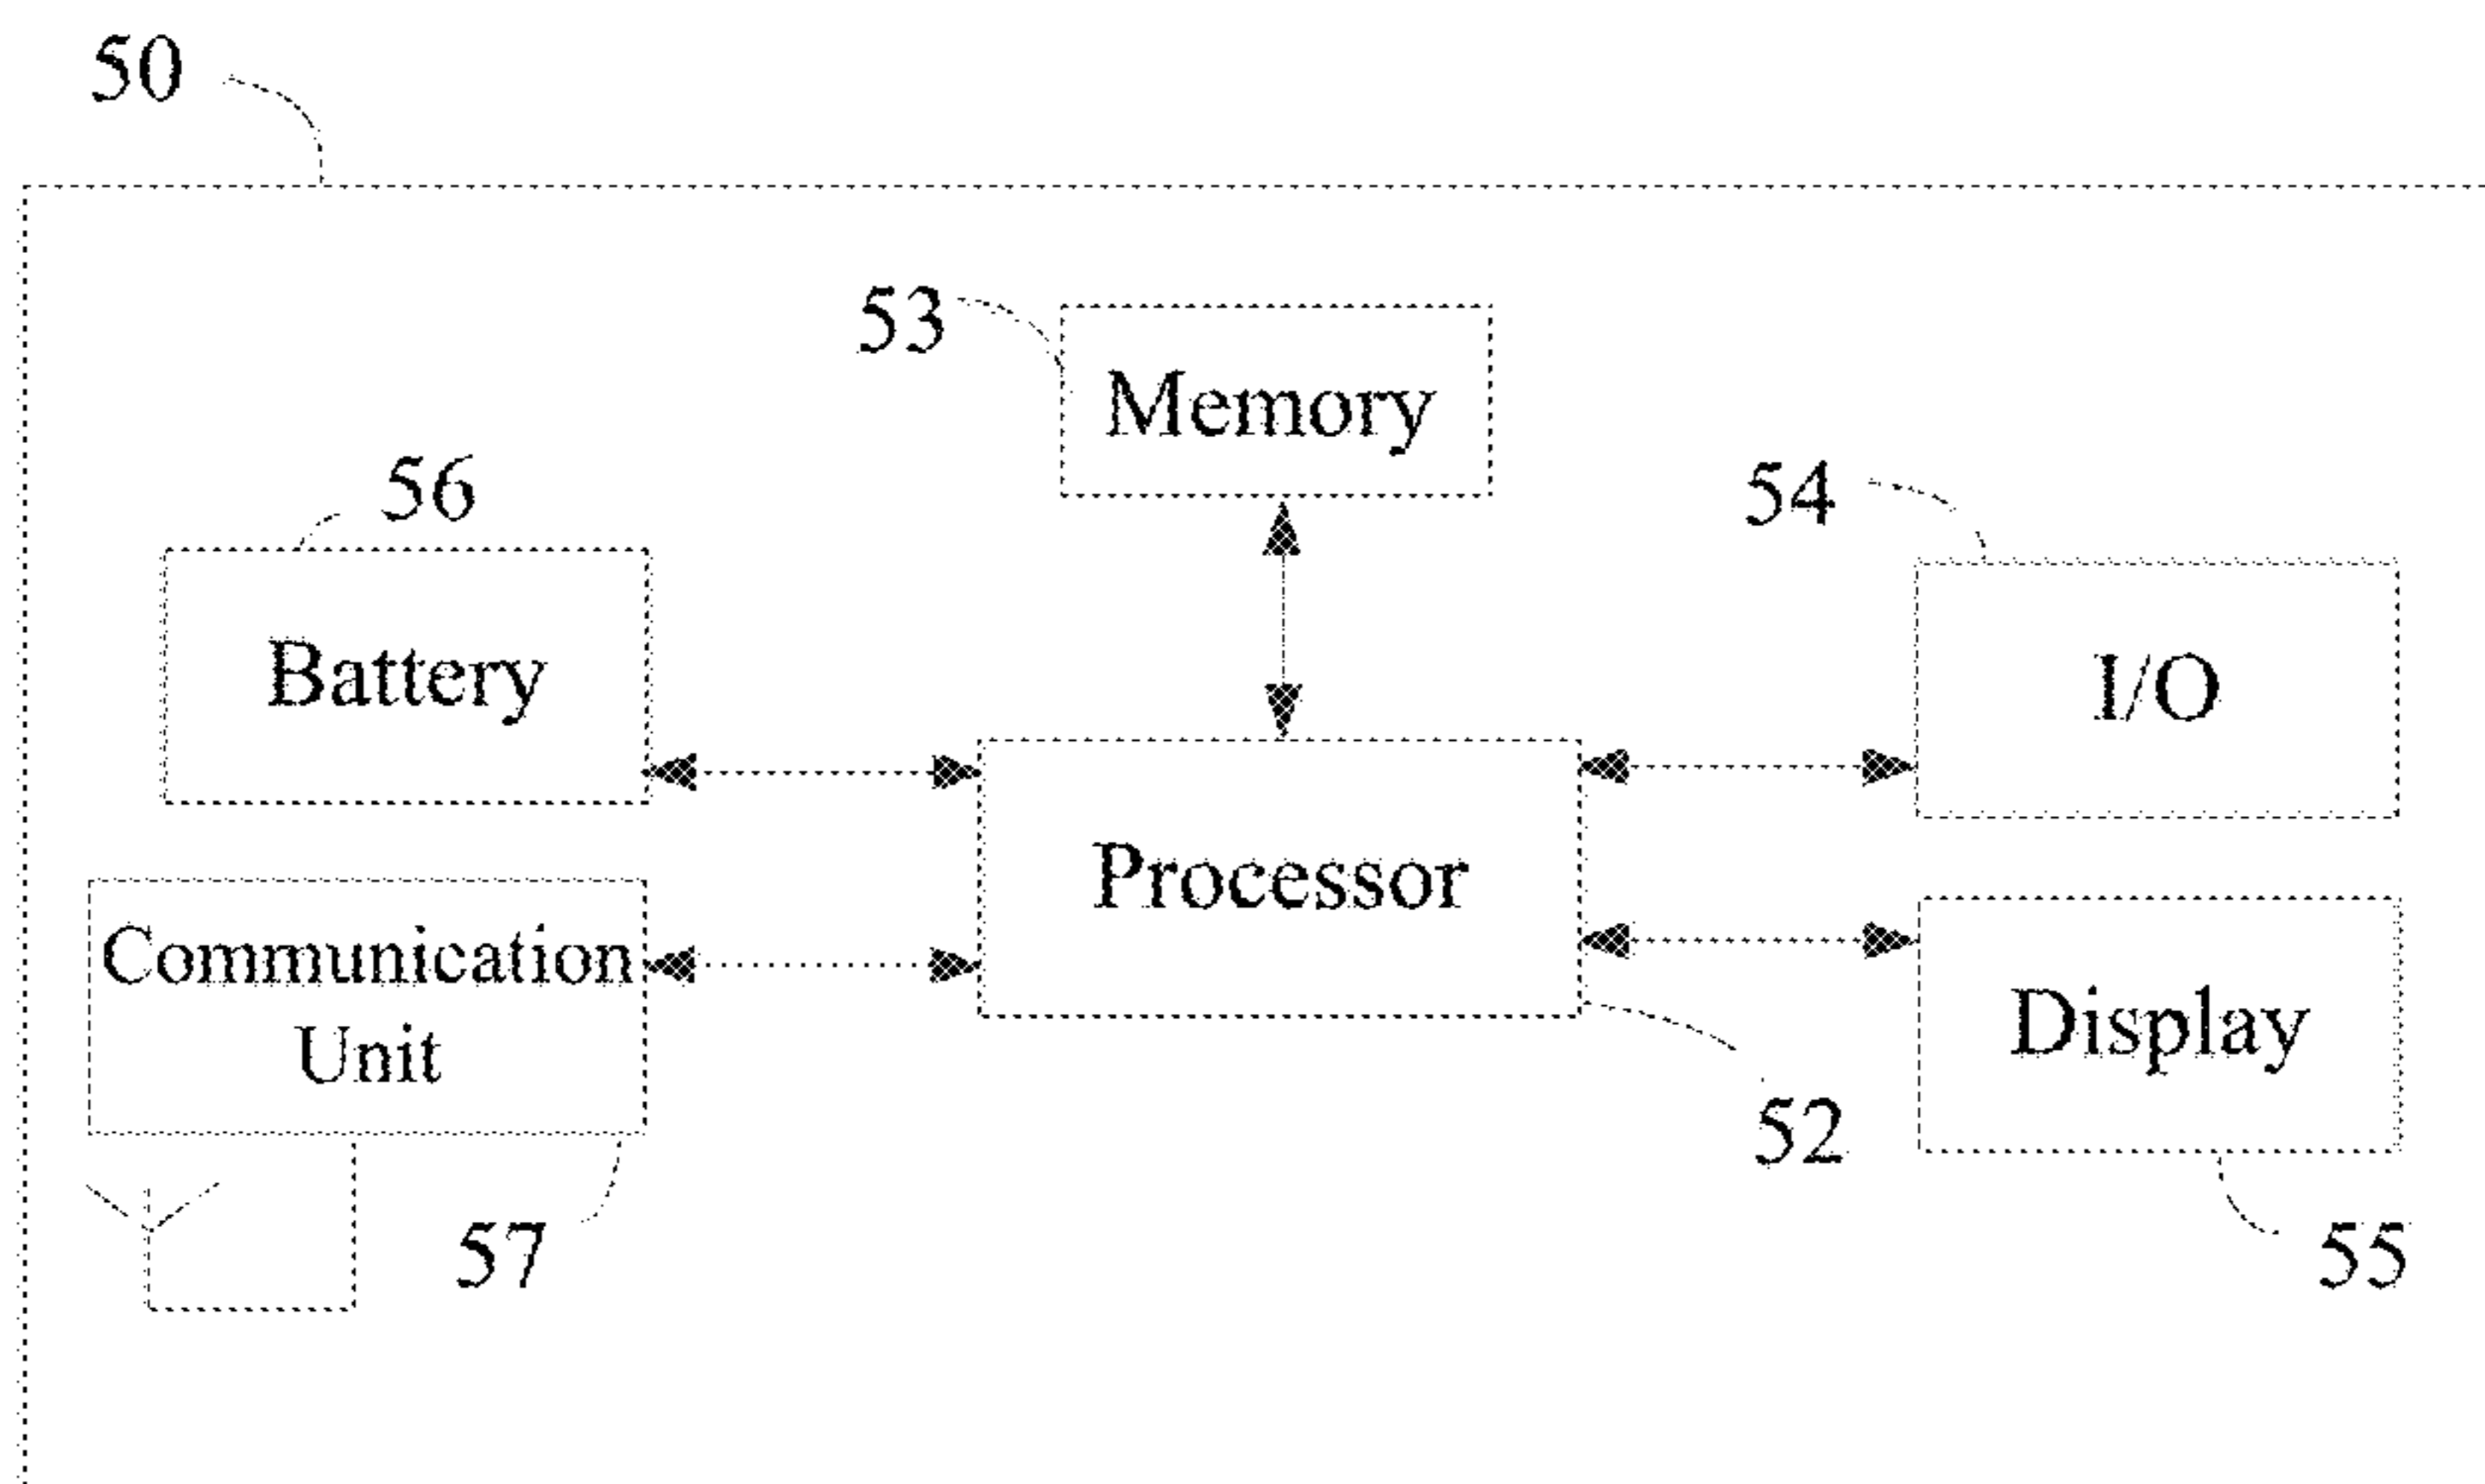 50
53
Memory
56
54
Battery
I/O
Processor
Communication
Unit
Display
52
57
55